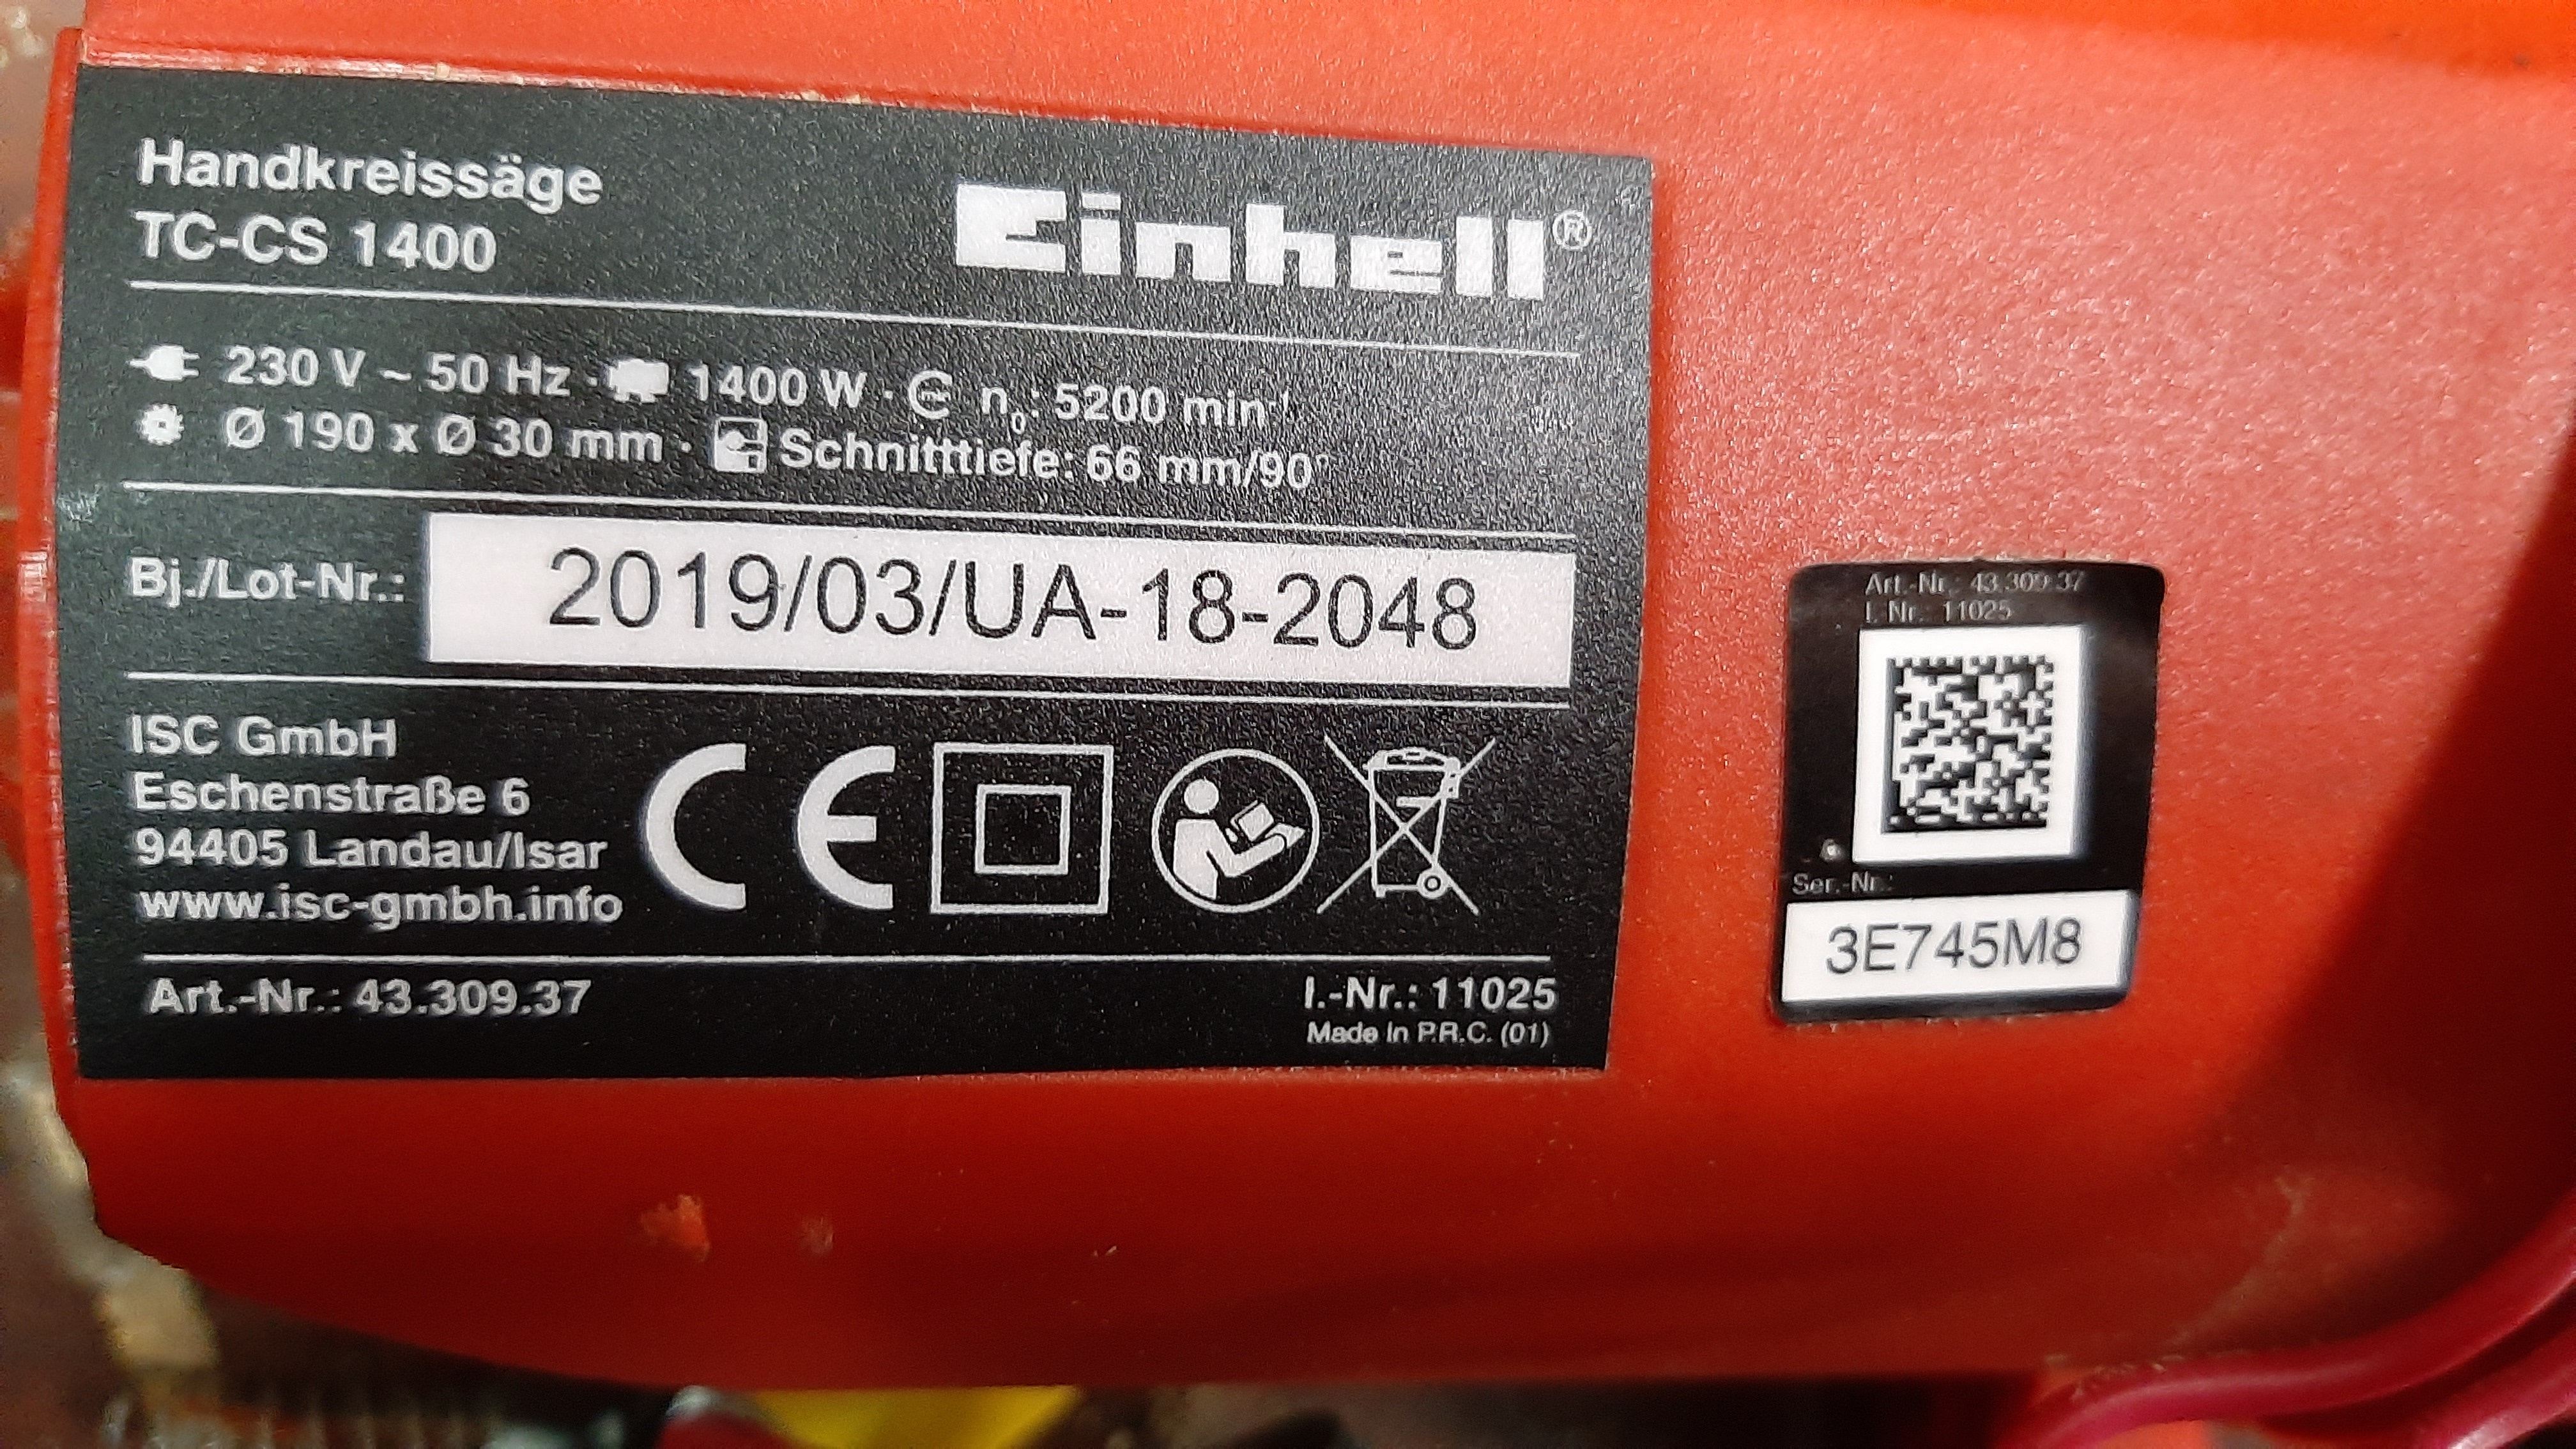 Handkreissäge
TC-CS 1400
Einhell®
230 V ~ 50 Hz · 1400 W · n₀: 5200 min⁻¹
Ø 190 x Ø 30 mm · Schnitttiefe: 66 mm/90°
Bj./Lot-Nr.: 2019/03/UA-18-2048
ISC GmbH
Eschenstraße 6
94405 Landau/Isar
www.isc-gmbh.info
CE
Art.-Nr.: 43.309.37
I.-Nr.: 11025
Made in P.R.C. (01)
Art.-Nr.: 43.309.37
I. Nr.: 11025
Ser.-Nr.:
3E745M8